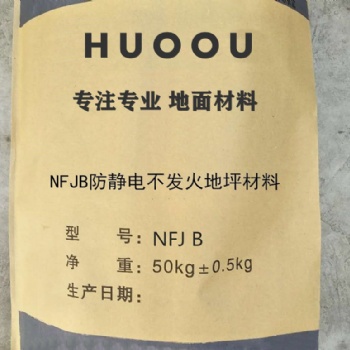 HUOOU
专注专业 地面材料
NFJB防静电不发火地坪材料
型 号: NFJ B
净 重: 50kg±0.5kg
生产日期: